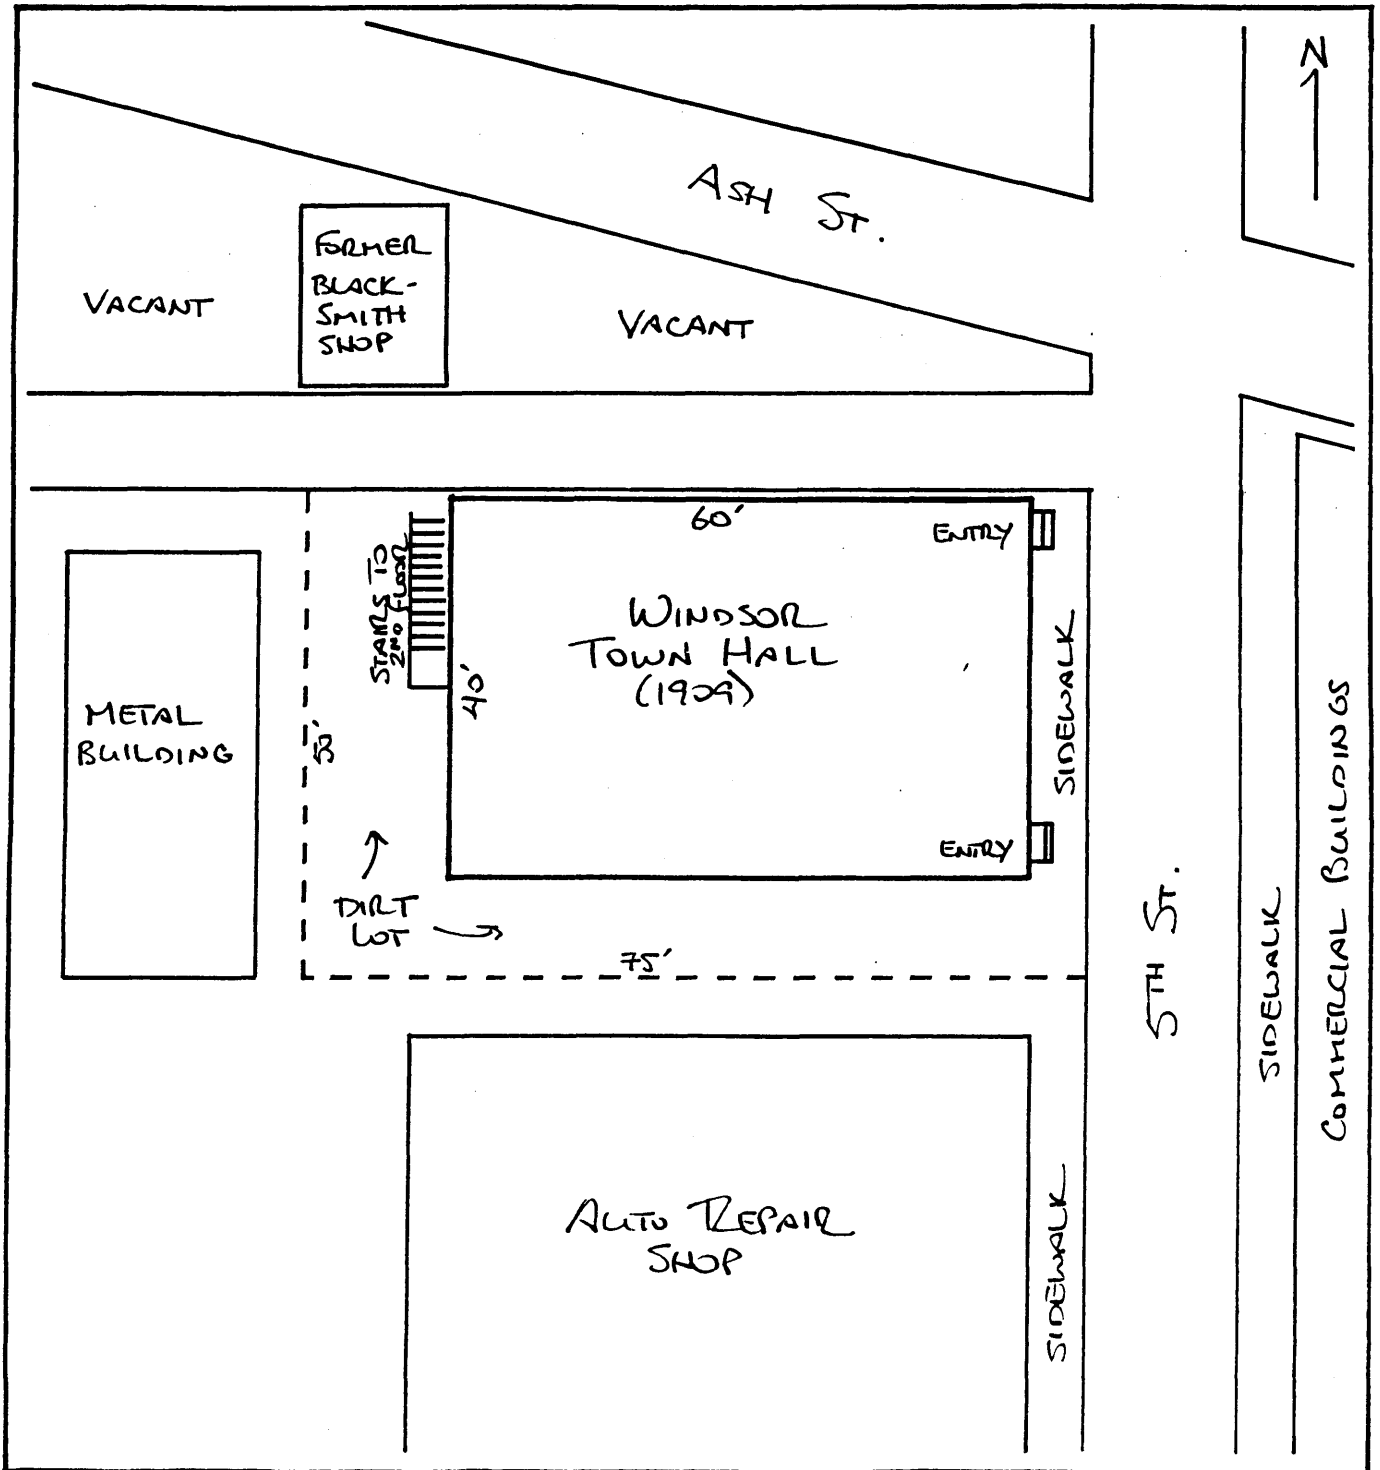 N
ASH ST.
FORMER
BLACK-
SMITH
SHOP
VACANT
VACANT
60'
ENTRY
STAIRS TO
2ND FLOOR
WINDSOR
TOWN HALL
(1909)
40'
SIDEWALK
METAL
BUILDING
50'
ENTRY
DIRT
LOT
75'
5TH ST.
SIDEWALK
COMMERCIAL BUILDINGS
AUTO REPAIR
SHOP
SIDEWALK